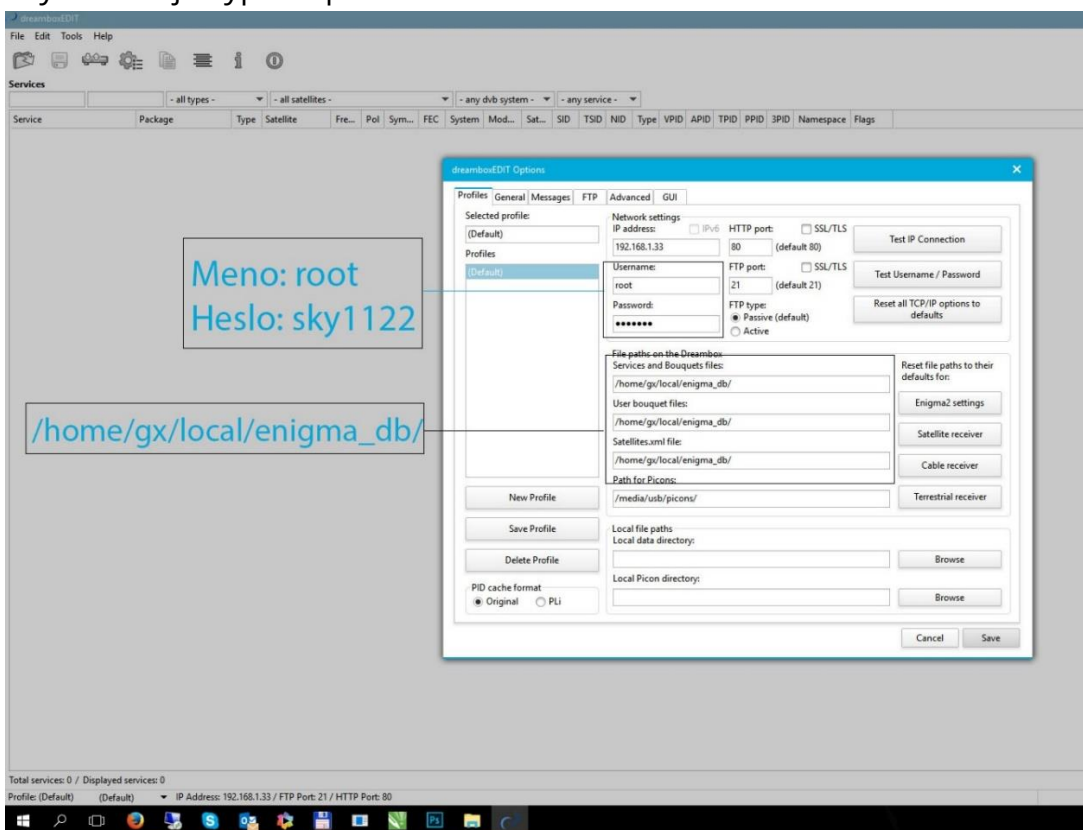 dreamboxEDIT
File Edit Tools Help
Services
- all types - - all satellites - - any dvb system - - any service -
Service Package Type Satellite Fre... Pol Sym... FEC System Mod... Sat... SID TSID NID Type VPID APID TPID PPID 3PID Namespace Flags
dreamboxEDIT Options
Profiles General Messages FTP Advanced GUI
Selected profile:
(Default)
Profiles
(Default)
New Profile
Save Profile
Delete Profile
PID cache format
Original PLi
Network settings
IP address: IPv6 HTTP port: SSL/TLS
192.168.1.33 80 (default 80)
Test IP Connection
Username: FTP port: SSL/TLS
root 21 (default 21)
Test Username / Password
Password: FTP type:
Passive (default)
Active
Reset all TCP/IP options to
defaults
File paths on the Dreambox
Services and Bouquets files:
/home/gx/local/enigma_db/
User bouquet files:
/home/gx/local/enigma_db/
Satellites.xml file:
/home/gx/local/enigma_db/
Path for Picons:
/media/usb/picons/
Reset file paths to their
defaults for:
Enigma2 settings
Satellite receiver
Cable receiver
Terrestrial receiver
Local file paths
Local data directory:
Browse
Local Picon directory:
Browse
Cancel Save
Meno: root
Heslo: sky1122
/home/gx/local/enigma_db/
Total services: 0 / Displayed services: 0
Profile: (Default) (Default) IP Address: 192.168.1.33 / FTP Port: 21 / HTTP Port: 80